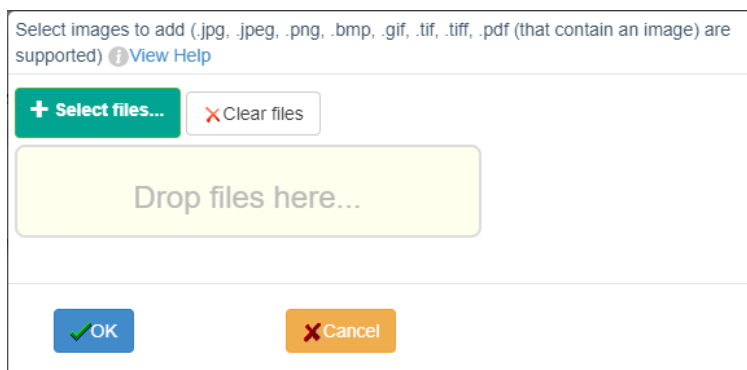 Select images to add (.jpg, .jpeg, .png, .bmp, .gif, .tif, .tiff, .pdf (that contain an image) are
supported) View Help
Select files...
Clear files
Drop files here...
OK
Cancel